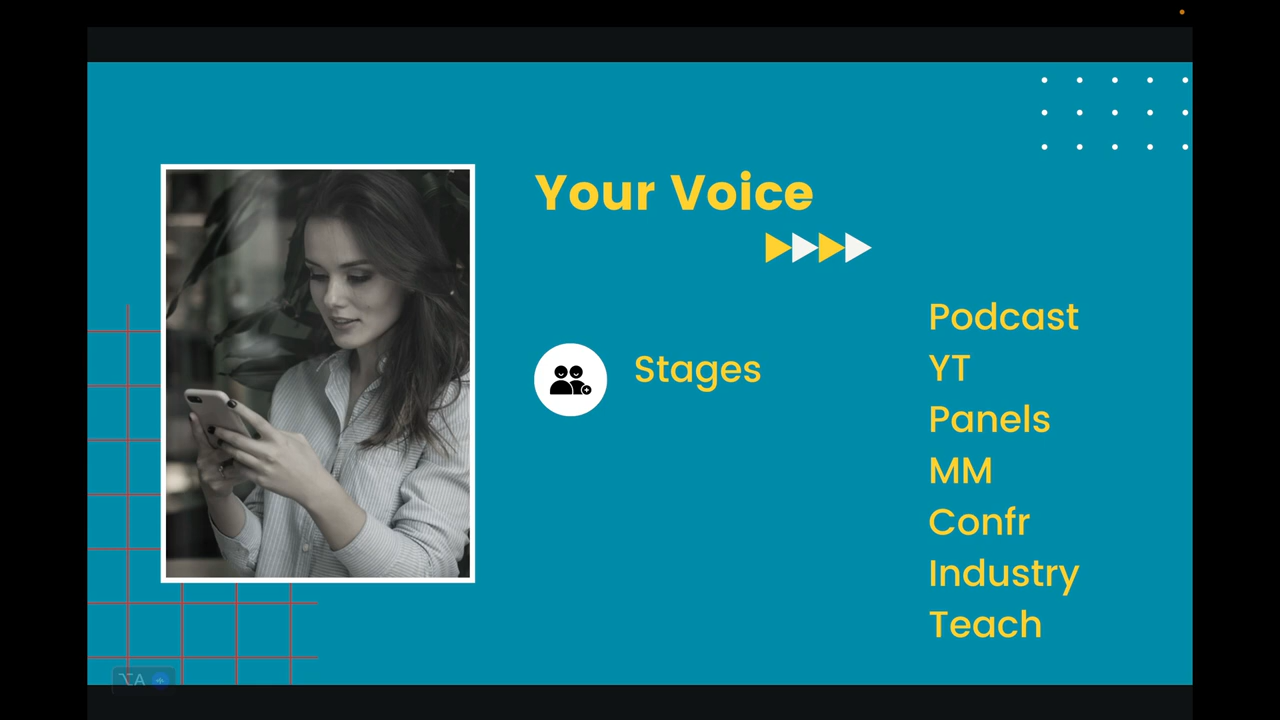 Your Voice
Stages
Podcast
YT
Panels
MM
Confr
Industry
Teach
⌥A